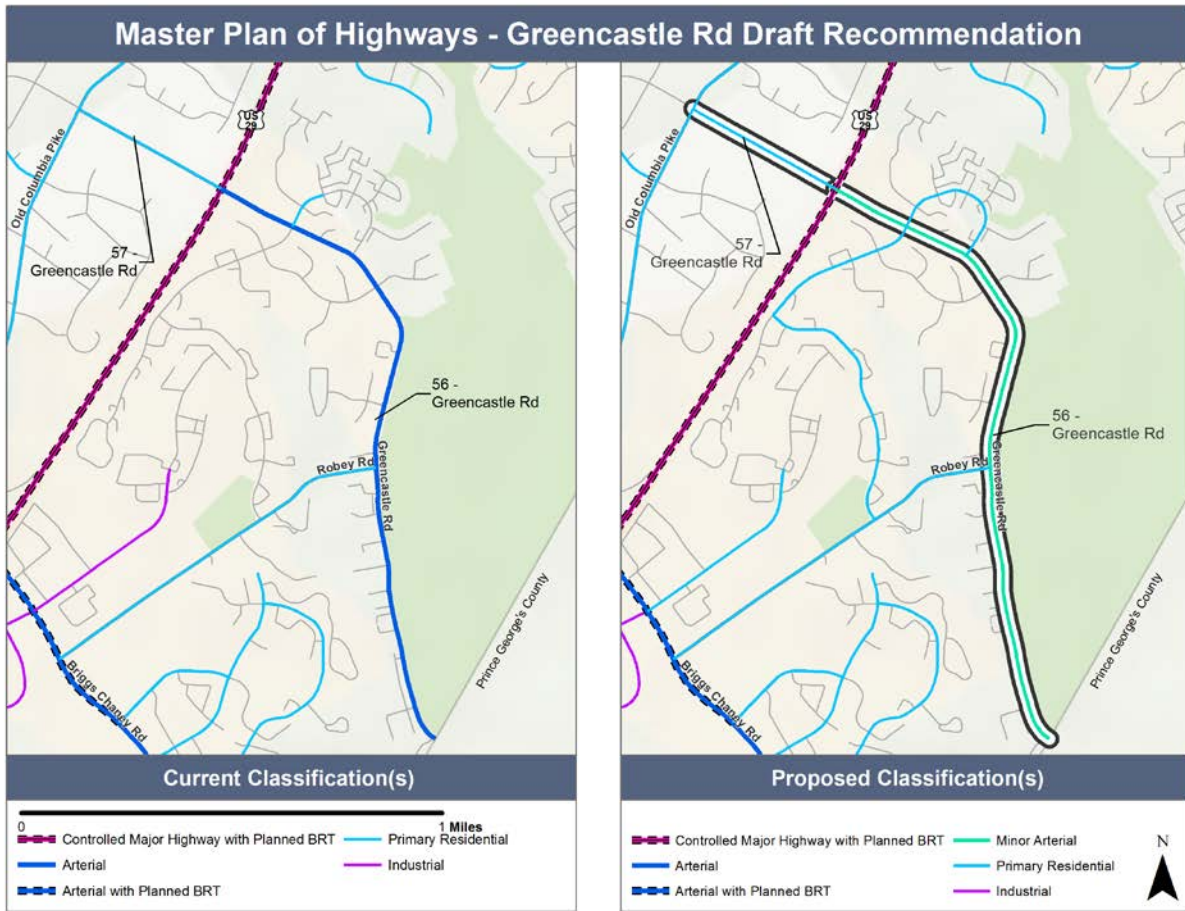 Master Plan of Highways - Greencastle Rd Draft Recommendation
US
29
Old Columbia Pike
57 -
Greencastle Rd
56 -
Greencastle Rd
Robey Rd
Greencastle Rd
Briggs Chaney Rd
Prince George's County
Current Classification(s)
0
1 Miles
Controlled Major Highway with Planned BRT
Primary Residential
Arterial
Industrial
Arterial with Planned BRT
US
29
Old Columbia Pike
57 -
Greencastle Rd
56 -
Greencastle Rd
Robey Rd
Greencastle Rd
Briggs Chaney Rd
Prince George's County
Proposed Classification(s)
Controlled Major Highway with Planned BRT
Minor Arterial
Arterial
Primary Residential
Arterial with Planned BRT
Industrial
N